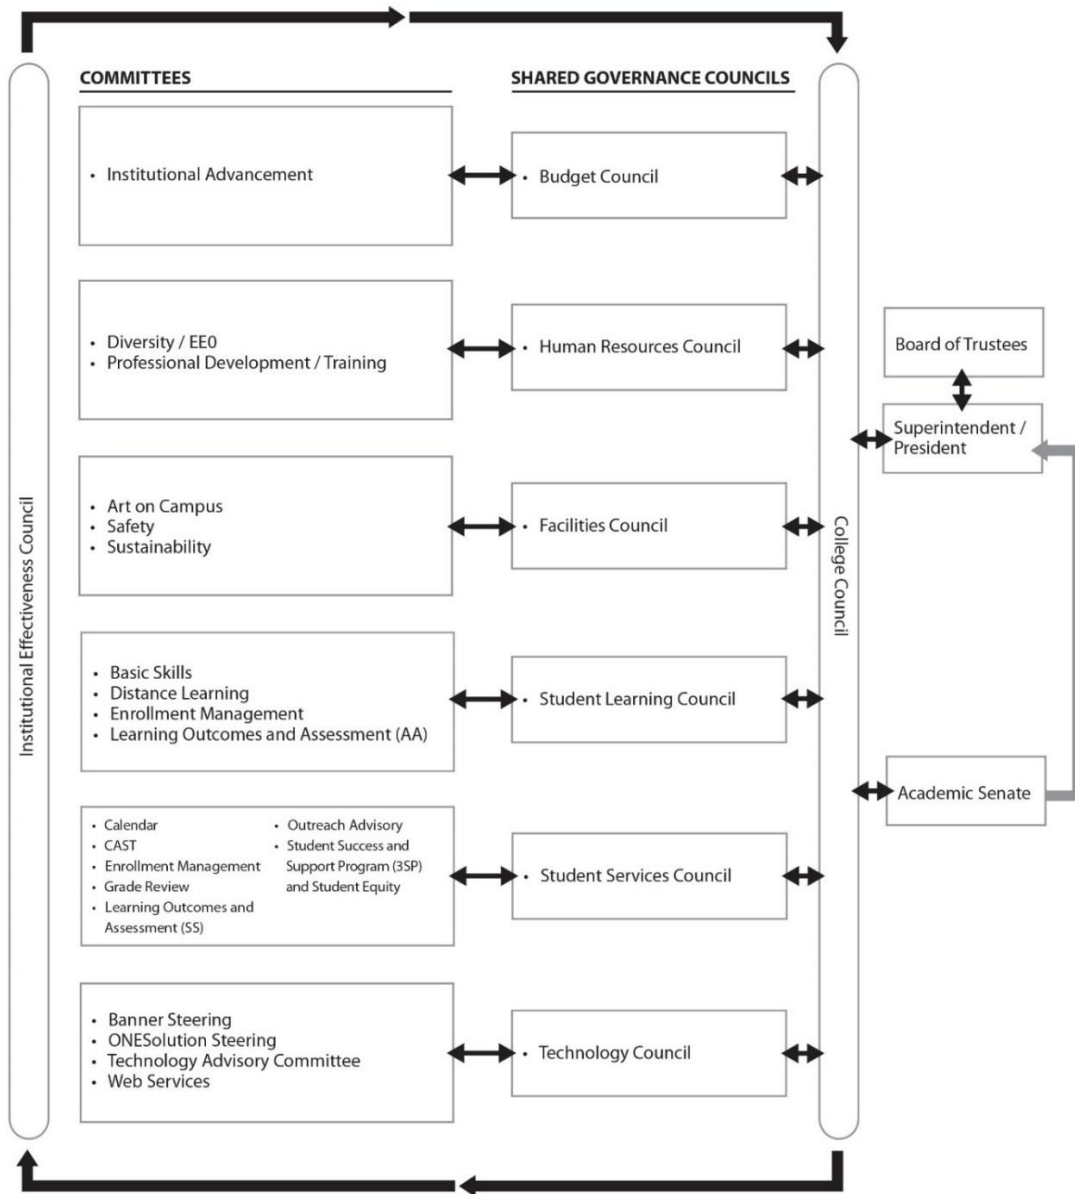 COMMITTEES
SHARED GOVERNANCE COUNCILS
Institutional Effectiveness Council
• Institutional Advancement
• Budget Council
• Diversity / EE0
• Professional Development / Training
• Human Resources Council
• Art on Campus
• Safety
• Sustainability
• Facilities Council
• Basic Skills
• Distance Learning
• Enrollment Management
• Learning Outcomes and Assessment (AA)
• Student Learning Council
• Calendar
• CAST
• Enrollment Management
• Grade Review
• Learning Outcomes and
Assessment (SS)
• Outreach Advisory
• Student Success and
Support Program (3SP)
and Student Equity
• Student Services Council
• Banner Steering
• ONESolution Steering
• Technology Advisory Committee
• Web Services
• Technology Council
College Council
Board of Trustees
Superintendent /
President
Academic Senate